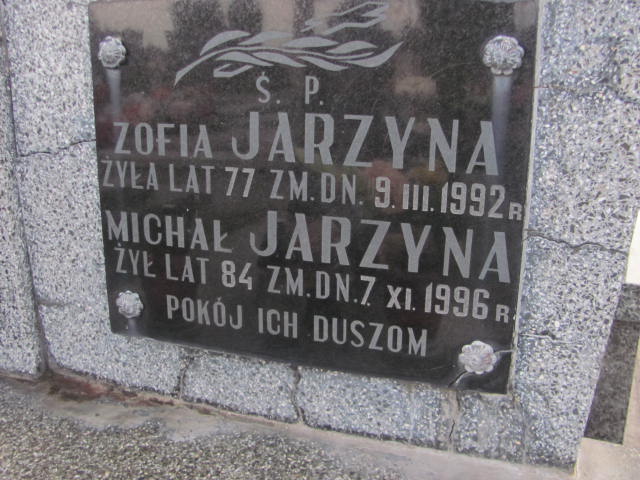 Ś. P.
ZOFIA JARZYNA
ŻYŁA LAT 77 ZM. DN. 9. III. 1992 R
MICHAŁ JARZYNA
ŻYŁ LAT 84 Z.M. DN. 7. XI. 1996 R.
POKÓJ ICH DUSZOM